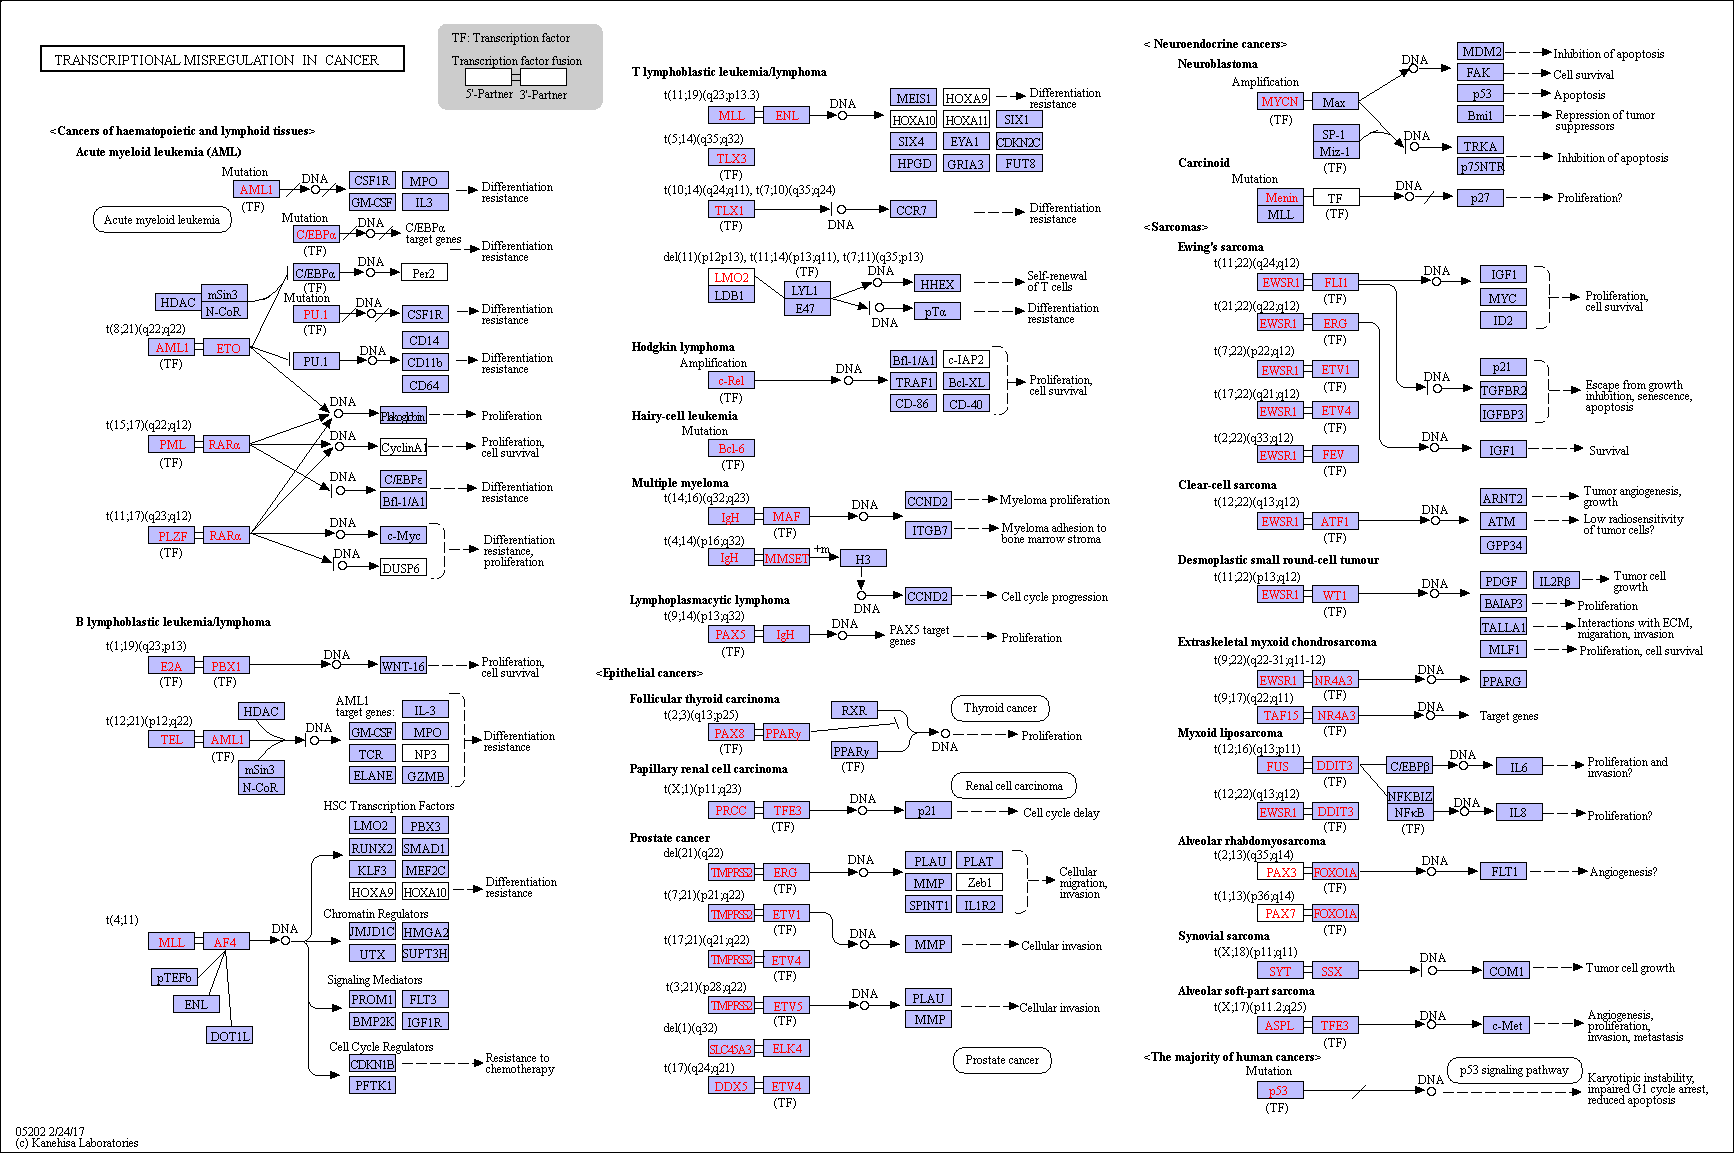 TRANSCRIPTIONAL MISREGULATION IN CANCER
TF: Transcription factor
Transcription factor fusion
5'-Partner 3'-Partner
<Cancers of haematopoietic and lymphoid tissues>
Acute myeloid leukemia (AML)
Mutation
AML1
(TF)
DNA
CSF1R
MPO
GM-CSF
IL3
Differentiation
resistance
Acute myeloid leukemia
Mutation
C/EBPα
(TF)
DNA
C/EBPα
target genes
Differentiation
resistance
C/EBPα
(TF)
DNA
Per2
HDAC
mSin3
N-CoR
Mutation
PU.1
(TF)
DNA
CSF1R
Differentiation
resistance
t(8;21)(q22;q22)
AML1
ETO
(TF)
PU.1
DNA
CD14
CD11b
CD64
Differentiation
resistance
DNA
Plakoglobin
Proliferation
t(15;17)(q22;q12)
PML
RARα
(TF)
DNA
CyclinA1
Proliferation,
cell survival
DNA
C/EBPε
Bfl-1/A1
Differentiation
resistance
t(11;17)(q23;q12)
PLZF
RARα
(TF)
DNA
c-Myc
DNA
DUSP6
Differentiation
resistance,
proliferation
B lymphoblastic leukemia/lymphoma
t(1;19)(q23;p13)
E2A
PBX1
(TF)
(TF)
DNA
WNT-16
Proliferation,
cell survival
t(12;21)(p12;q22)
TEL
AML1
(TF)
HDAC
mSin3
N-CoR
DNA
AML1
target genes:
IL-3
GM-CSF
MPO
TCR
NP3
ELANE
GZMB
Differentiation
resistance
HSC Transcription Factors
LMO2
PBX3
RUNX2
SMAD1
KLF3
MEF2C
HOXA9
HOXA10
Differentiation
resistance
t(4;11)
MLL
AF4
DNA
pTEFb
ENL
DOT1L
Chromatin Regulators
JMJD1C
HMGA2
UTX
SUPT3H
Signaling Mediators
PROM1
FLT3
BMP2K
IGF1R
Cell Cycle Regulators
CDKN1B
PFTK1
Resistance to
chemotherapy
05202 2/24/17
(c) Kanehisa Laboratories
T lymphoblastic leukemia/lymphoma
t(11;19)(q23;p13.3)
MLL
ENL
DNA
MEIS1
HOXA9
HOXA10
HOXA11
SIX1
SIX4
EYA1
CDKN2C
HPGD
GRIA3
FUT8
Differentiation
resistance
t(5;14)(q35;q32)
TLX3
(TF)
t(10;14)(q24;q11), t(7;10)(q35;q24)
TLX1
(TF)
DNA
CCR7
Differentiation
resistance
del(11)(p12p13), t(11;14)(p13;q11), t(7;11)(q35;p13)
LMO2
LDB1
(TF)
LYL1
E47
DNA
HHEX
Self-renewal
of T cells
DNA
pTα
Differentiation
resistance
Hodgkin lymphoma
Amplification
c-Rel
(TF)
DNA
Bfl-1/A1
c-IAP2
TRAF1
Bcl-XL
CD-86
CD-40
Proliferation,
cell survival
Hairy-cell leukemia
Mutation
Bcl-6
(TF)
Multiple myeloma
t(14;16)(q32;q23)
IgH
MAF
(TF)
DNA
CCND2
Myeloma proliferation
ITGB7
Myeloma adhesion to
bone marrow stroma
t(4;14)(p16;q32)
IgH
MMSET
+m
H3
DNA
CCND2
Cell cycle progression
Lymphoplasmacytic lymphoma
t(9;14)(p13;q32)
PAX5
IgH
(TF)
DNA
PAX5 target
genes
Proliferation
<Epithelial cancers>
Follicular thyroid carcinoma
t(2;3)(q13;p25)
PAX8
PPARγ
(TF)
RXR
PPARγ
(TF)
DNA
Thyroid cancer
Proliferation
Papillary renal cell carcinoma
t(X;1)(p11;q23)
PRCC
TFE3
(TF)
DNA
p21
Renal cell carcinoma
Cell cycle delay
Prostate cancer
del(21)(q22)
TMPRSS2
ERG
(TF)
DNA
PLAU
PLAT
MMP
Zeb1
SPINT1
IL1R2
Cellular
migration,
invasion
t(7;21)(p21;q22)
TMPRSS2
ETV1
(TF)
t(17;21)(q21;q22)
TMPRSS2
ETV4
(TF)
DNA
MMP
Cellular invasion
t(3;21)(p28;q22)
TMPRSS2
ETV5
(TF)
DNA
PLAU
MMP
Cellular invasion
del(1)(q32)
SLC45A3
ELK4
t(17)(q24;q21)
DDX5
ETV4
(TF)
Prostate cancer
<Neuroendocrine cancers>
Neuroblastoma
Amplification
MYCN
(TF)
Max
SP-1
Miz-1
DNA
MDM2
Inhibition of apoptosis
FAK
Cell survival
p53
Apoptosis
Bmi1
Repression of tumor
suppressors
DNA
TRKA
p75NTR
Inhibition of apoptosis
Carcinoid
Mutation
Menin
MLL
TF
(TF)
DNA
p27
Proliferation?
<Sarcomas>
Ewing's sarcoma
t(11;22)(q24;q12)
EWSR1
FLI1
(TF)
DNA
IGF1
MYC
ID2
Proliferation,
cell survival
t(21;22)(q22;q12)
EWSR1
ERG
(TF)
t(7;22)(p22;q12)
EWSR1
ETV1
(TF)
DNA
p21
TGFBR2
IGFBP3
Escape from growth
inhibition, senescence,
apoptosis
t(17;22)(q21;q12)
EWSR1
ETV4
(TF)
t(2;22)(q33;q12)
EWSR1
FEV
(TF)
DNA
IGF1
Survival
Clear-cell sarcoma
t(12;22)(q13;q12)
EWSR1
ATF1
(TF)
DNA
ARNT2
Tumor angiogenesis,
growth
ATM
Low radiosensitivity
of tumor cells?
GPP34
Desmoplastic small round-cell tumour
t(11;22)(p13;q12)
EWSR1
WT1
(TF)
DNA
PDGF
IL2Rβ
Tumor cell
growth
BAIAP3
Proliferation
TALLA1
Interactions with ECM,
migaration, invasion
MLF1
Proliferation, cell survival
Extraskeletal myxoid chondrosarcoma
t(9;22)(q22-31;q11-12)
EWSR1
NR4A3
(TF)
DNA
PPARG
t(9;17)(q22;q11)
TAF15
NR4A3
(TF)
DNA
Target genes
Myxoid liposarcoma
t(12;16)(q13;p11)
FUS
DDIT3
(TF)
C/EBPβ
DNA
IL6
Proliferation and
invasion?
t(12;22)(q13;q12)
EWSR1
DDIT3
(TF)
NFKBIZ
NFκB
(TF)
DNA
IL8
Proliferation?
Alveolar rhabdomyosarcoma
t(2;13)(q35;q14)
PAX3
FOXO1A
(TF)
DNA
FLT1
Angiogenesis?
t(1;13)(p36;q14)
PAX7
FOXO1A
(TF)
Synovial sarcoma
t(X;18)(p11;q11)
SYT
SSX
(TF)
DNA
COM1
Tumor cell growth
Alveolar soft-part sarcoma
t(X;17)(p11.2;q25)
ASPL
TFE3
(TF)
DNA
c-Met
Angiogenesis,
proliferation,
invasion, metastasis
<The majority of human cancers>
Mutation
p53
(TF)
DNA
p53 signaling pathway
Karyotipic instability,
impaired G1 cycle arrest,
reduced apoptosis